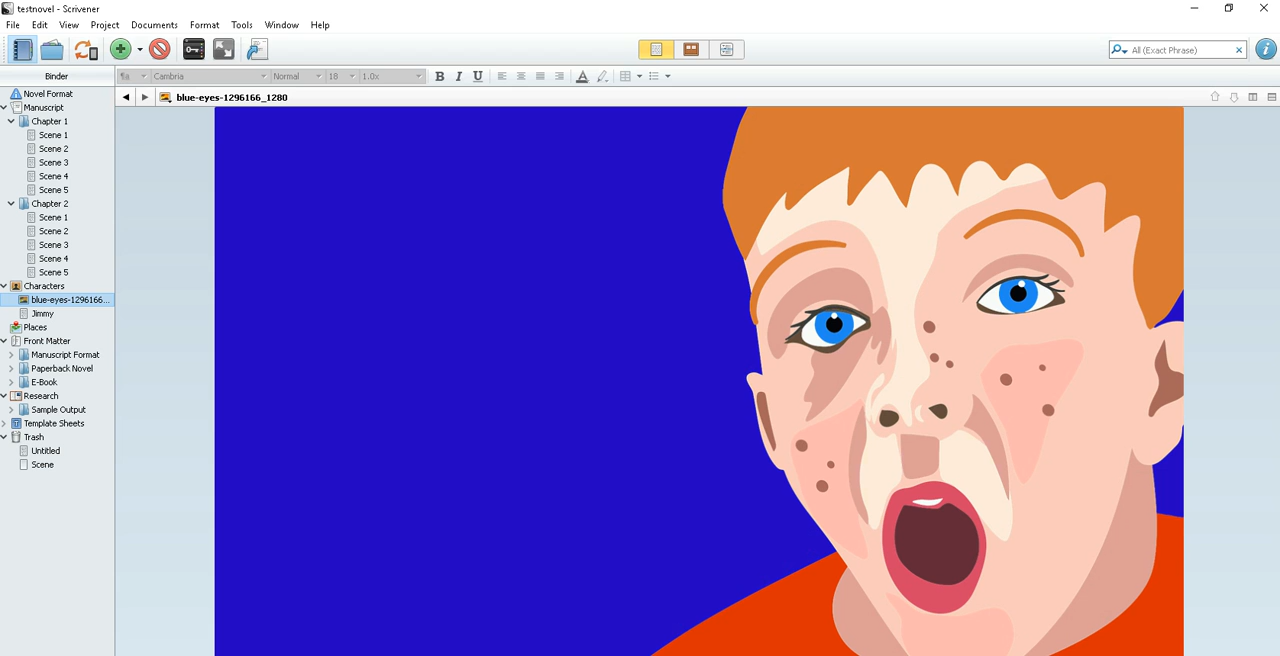 testnovel - Scrivener
File Edit View Project Documents Format Tools Window Help
All (Exact Phrase)
Binder
Cambria Normal 18 1.0x B I U A
blue-eyes-1296166_1280
Novel Format
Manuscript
Chapter 1
Scene 1
Scene 2
Scene 3
Scene 4
Scene 5
Chapter 2
Scene 1
Scene 2
Scene 3
Scene 4
Scene 5
Characters
blue-eyes-1296166...
Jimmy
Places
Front Matter
Manuscript Format
Paperback Novel
E-Book
Research
Sample Output
Template Sheets
Trash
Untitled
Scene